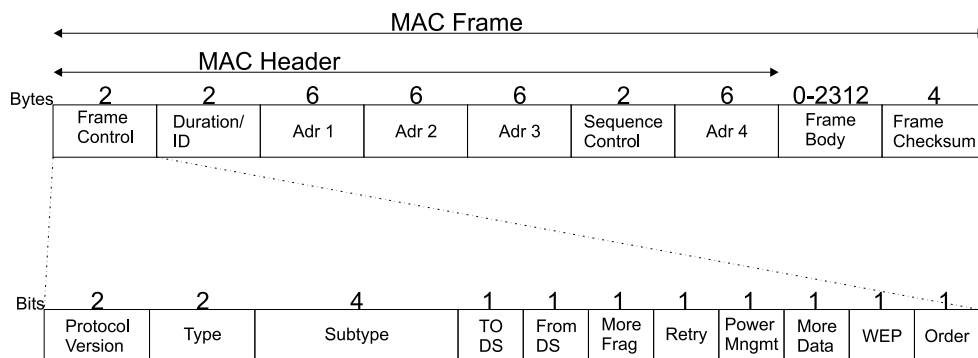 MAC Frame
MAC Header
Bytes 2 2 6 6 6 2 6 0-2312 4
Frame Control
Duration/ ID
Adr 1
Adr 2
Adr 3
Sequence Control
Adr 4
Frame Body
Frame Checksum
Bits 2 2 4 1 1 1 1 1 1 1 1
Protocol Version
Type
Subtype
TO DS
From DS
More Frag
Retry
Power Mngmt
More Data
WEP
Order